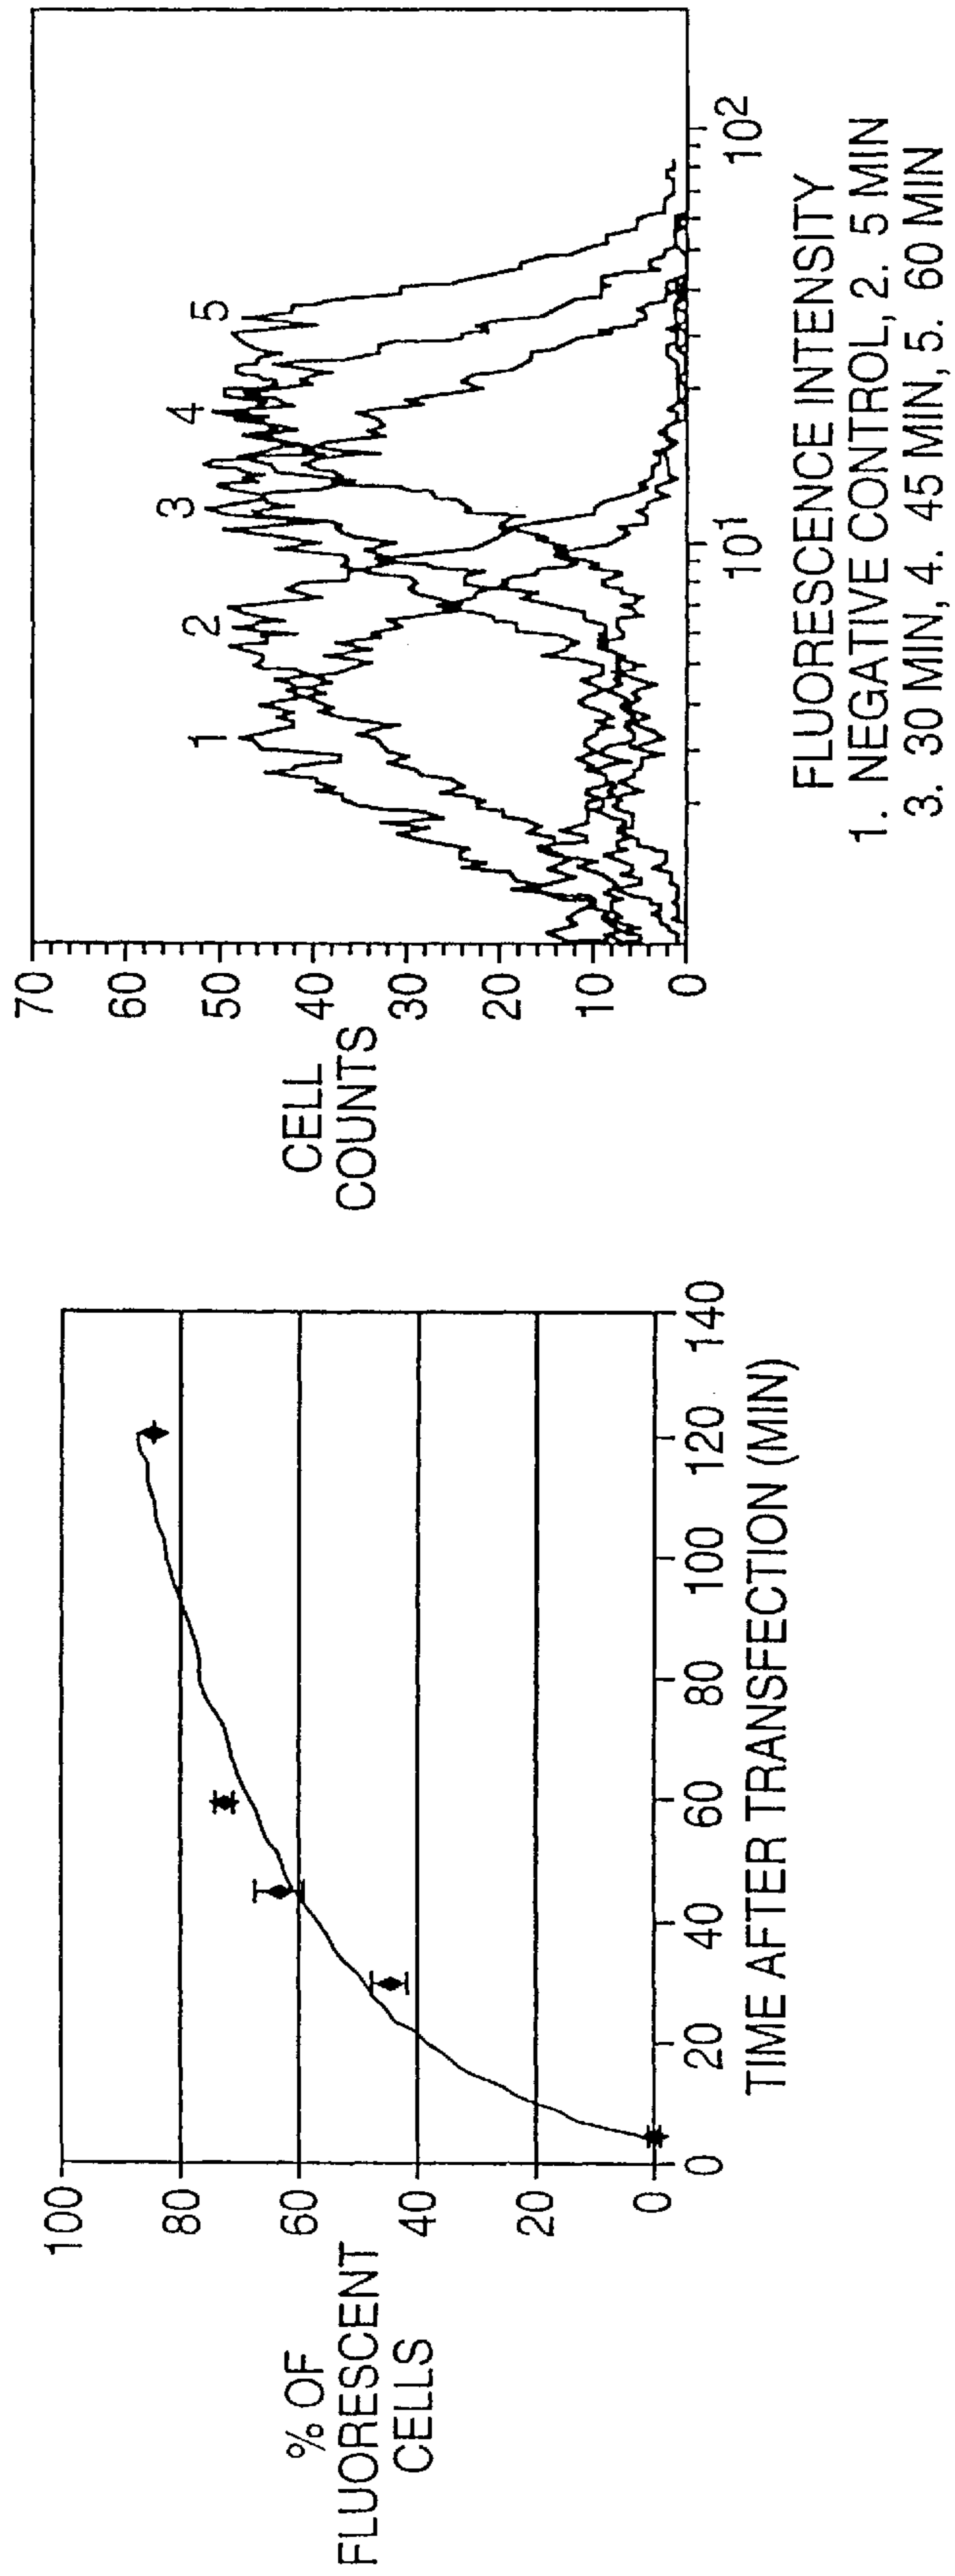 % OF
FLUORESCENT
CELLS
100
80
60
40
20
0
0 20 40 60 80 100 120 140
TIME AFTER TRANSFECTION (MIN)
CELL
COUNTS
70
60
50
40
30
20
10
0
1
2
3
4
5
10¹ 10²
FLUORESCENCE INTENSITY
1. NEGATIVE CONTROL, 2. 5 MIN
3. 30 MIN, 4. 45 MIN, 5. 60 MIN